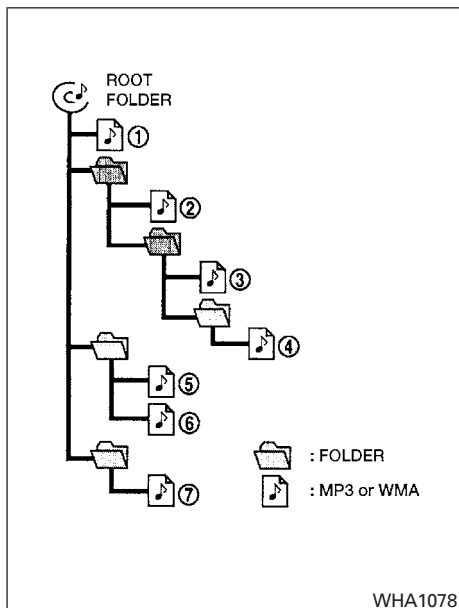 ROOT
FOLDER
①
②
③
④
⑤
⑥
⑦
: FOLDER
: MP3 or WMA
WHA1078